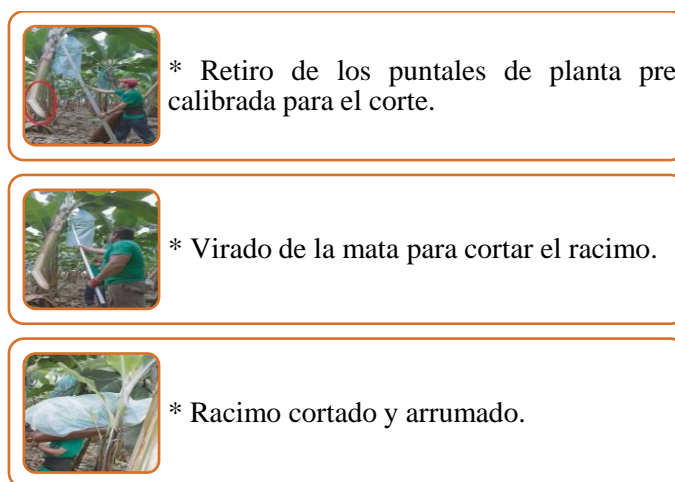 * Retiro de los puntales de planta pre
calibrada para el corte.
* Virado de la mata para cortar el racimo.
* Racimo cortado y arrumado.